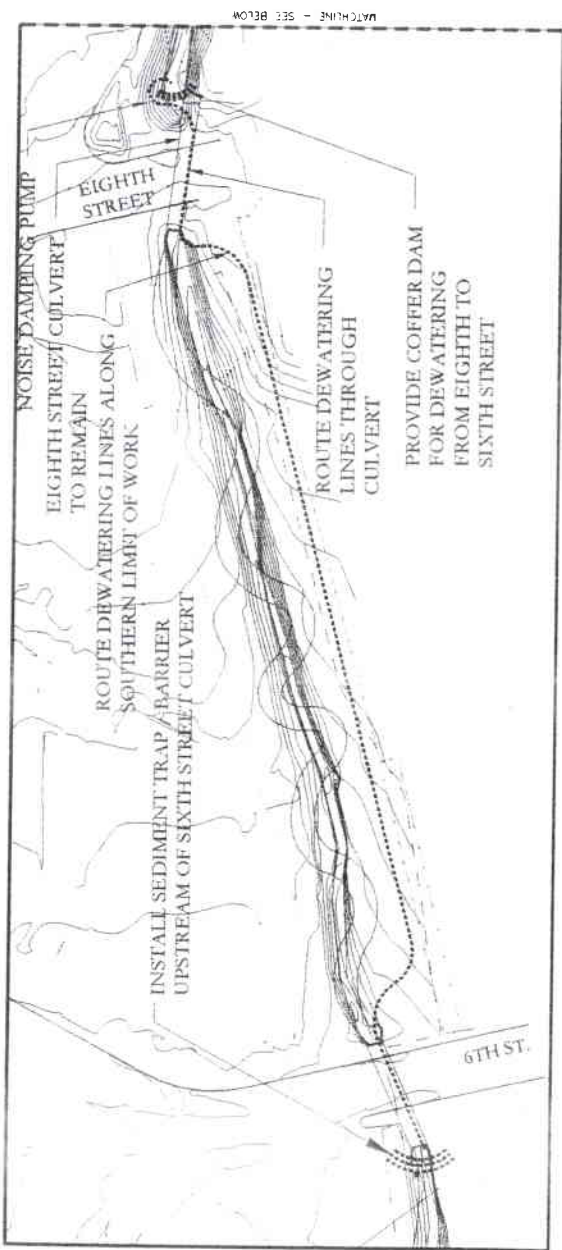 MATCHLINE - SEE BELOW
NOISE DAMPING PUMP
EIGHTH STREET CULVERT
TO REMAIN
EIGHTH
STREET
ROUTE DEWATERING LINES ALONG
SOUTHERN LIMIT OF WORK
INSTALL SEDIMENT TRAP / BARRIER
UPSTREAM OF SIXTH STREET CULVERT
ROUTE DEWATERING
LINES THROUGH
CULVERT
PROVIDE COFFER DAM
FOR DEWATERING
FROM EIGHTH TO
SIXTH STREET
6TH ST.